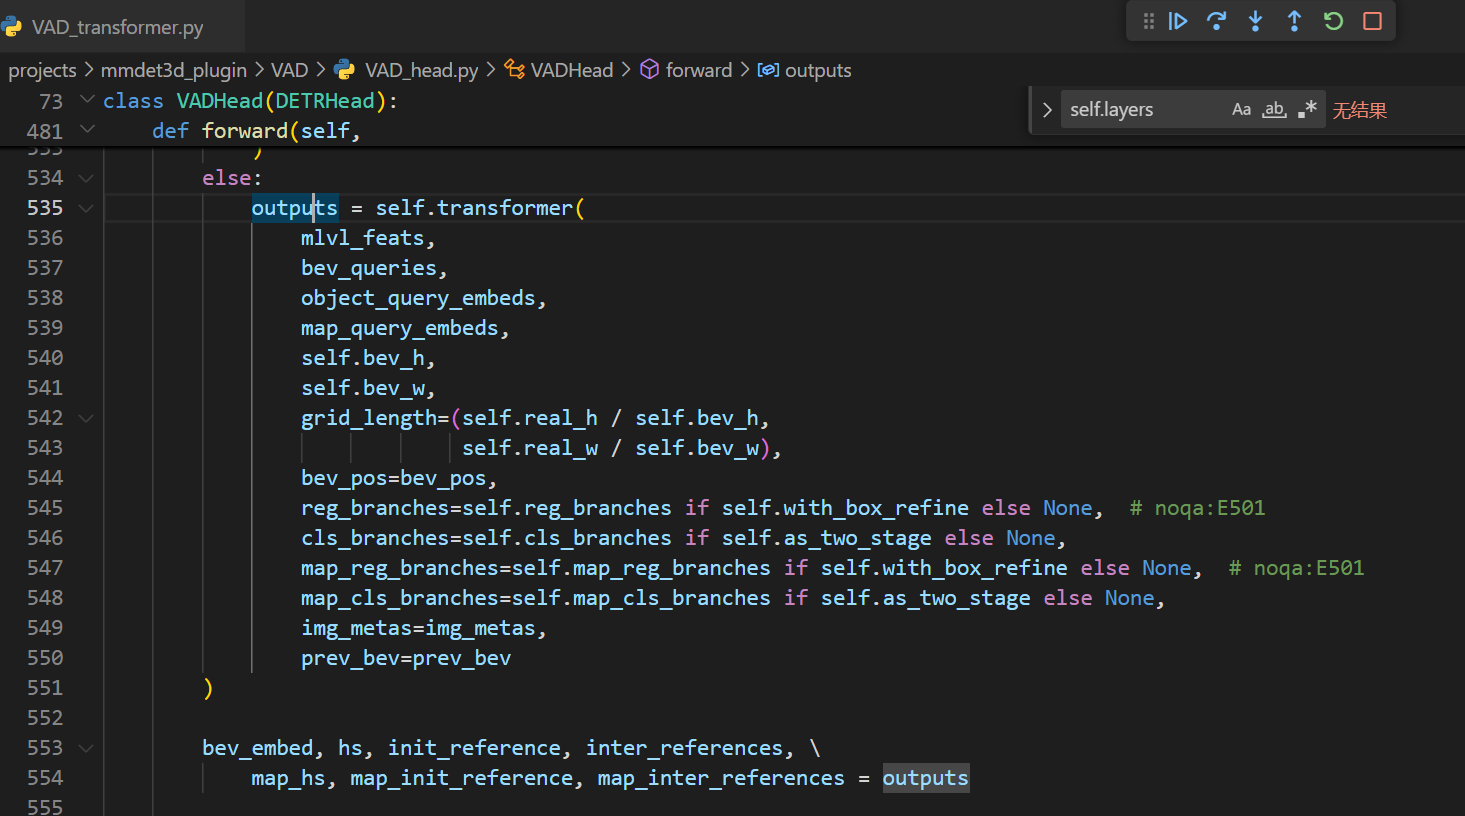 VAD_transformer.py
projects > mmdet3d_plugin > VAD > VAD_head.py > VADHead > forward > outputs
73 class VADHead(DETRHead):
self.layers Aa ab .* 无结果
481 def forward(self,
533 )
534 else:
535 outputs = self.transformer(
536 mlvl_feats,
537 bev_queries,
538 object_query_embeds,
539 map_query_embeds,
540 self.bev_h,
541 self.bev_w,
542 grid_length=(self.real_h / self.bev_h,
543 self.real_w / self.bev_w),
544 bev_pos=bev_pos,
545 reg_branches=self.reg_branches if self.with_box_refine else None,  # noqa:E501
546 cls_branches=self.cls_branches if self.as_two_stage else None,
547 map_reg_branches=self.map_reg_branches if self.with_box_refine else None,  # noqa:E501
548 map_cls_branches=self.map_cls_branches if self.as_two_stage else None,
549 img_metas=img_metas,
550 prev_bev=prev_bev
551 )
552
553 bev_embed, hs, init_reference, inter_references, \
554 map_hs, map_init_reference, map_inter_references = outputs
555